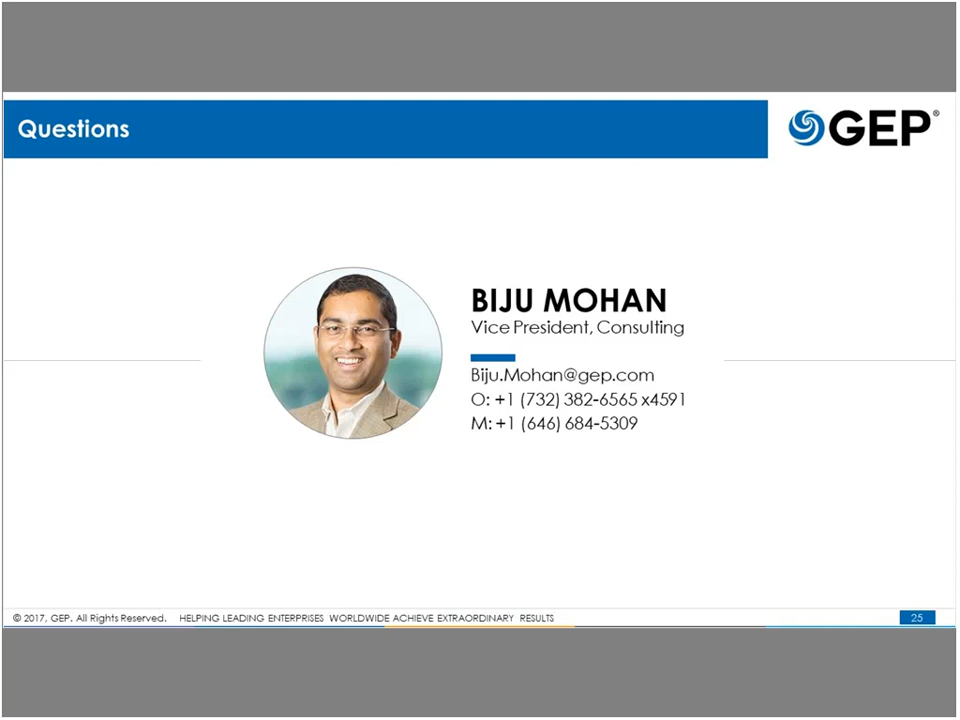 Questions
GEP®
BIJU MOHAN
Vice President, Consulting
Biju.Mohan@gep.com
O: +1 (732) 382-6565 x4591
M: +1 (646) 684-5309
© 2017, GEP. All Rights Reserved. HELPING LEADING ENTERPRISES WORLDWIDE ACHIEVE EXTRAORDINARY RESULTS
25